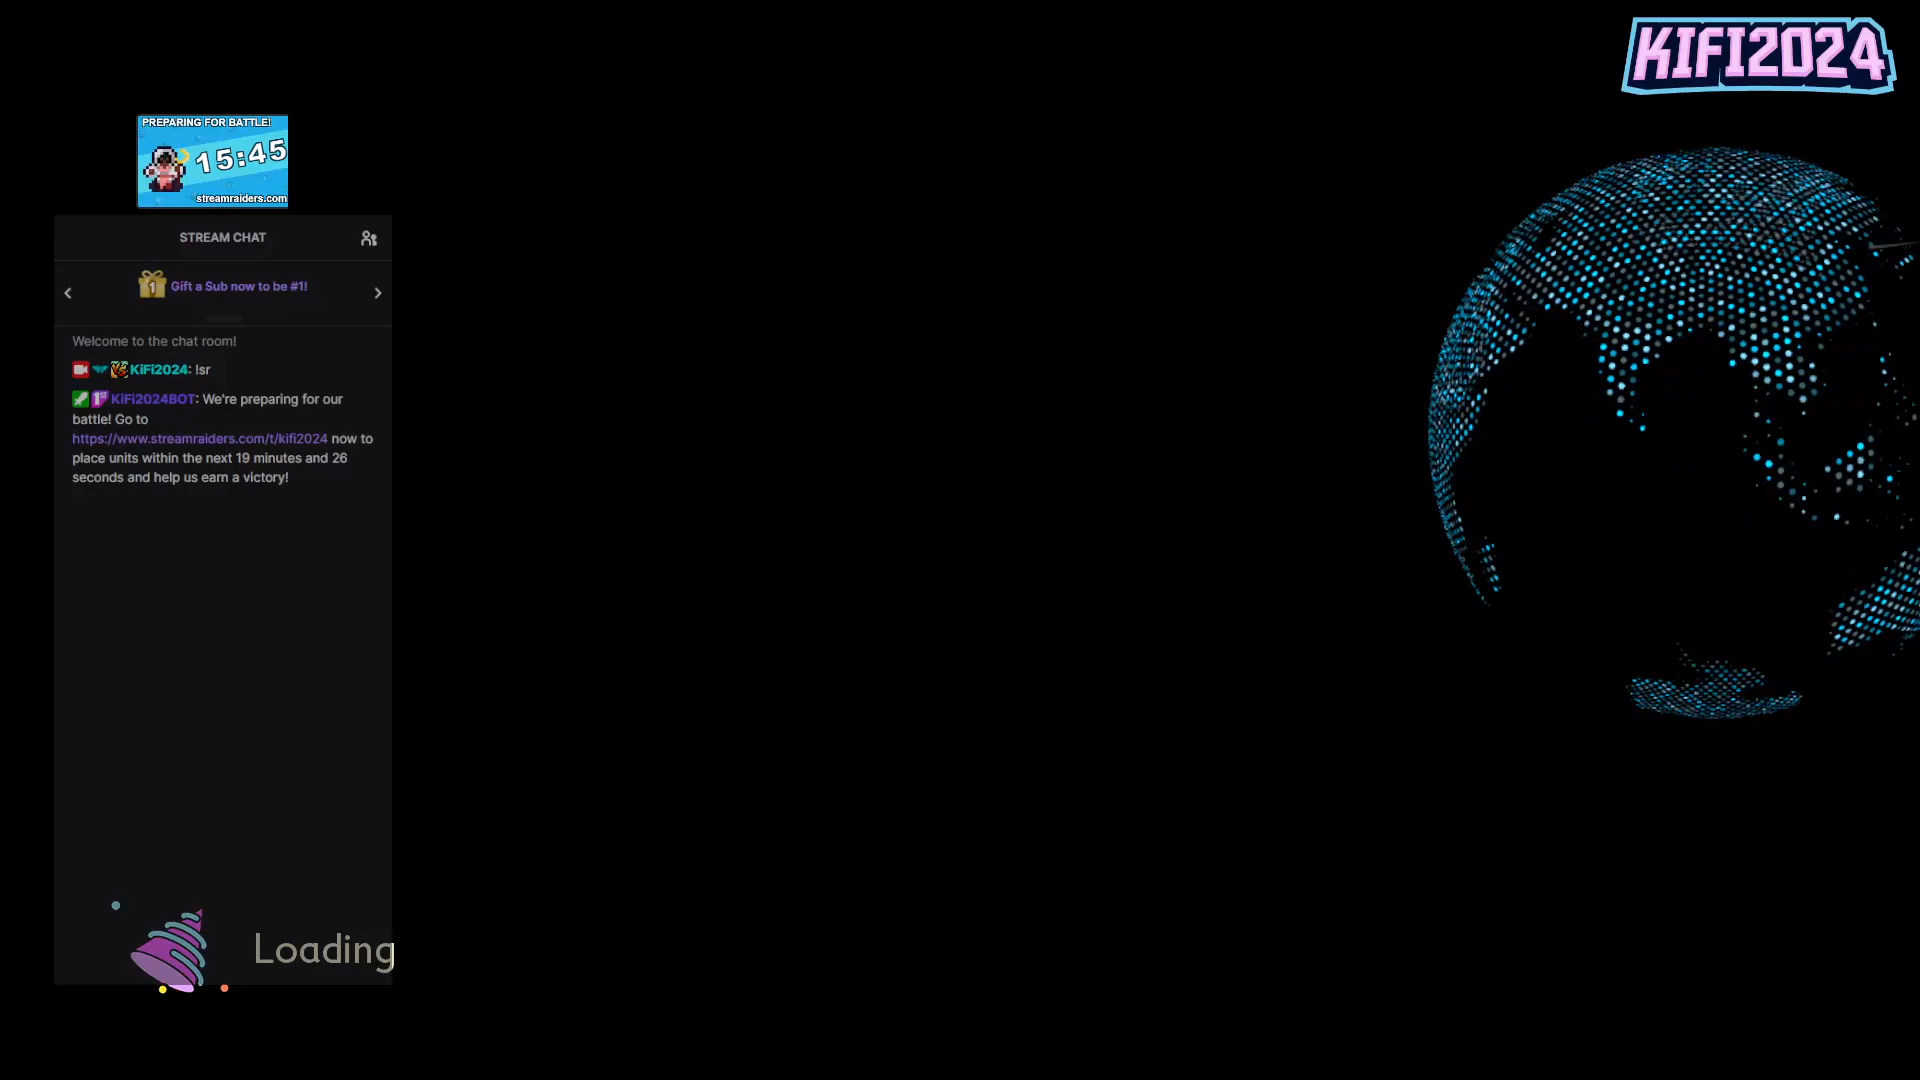 KIFI2024
PREPARING FOR BATTLE!
15:45
streamraiders.com
STREAM CHAT
1
Gift a Sub now to be #1!
Welcome to the chat room!
KiFi2024: !sr
1ST KiFi2024BOT: We're preparing for our
battle! Go to
https://www.streamraiders.com/t/kifi2024 now to
place units within the next 19 minutes and 26
seconds and help us earn a victory!
Loading